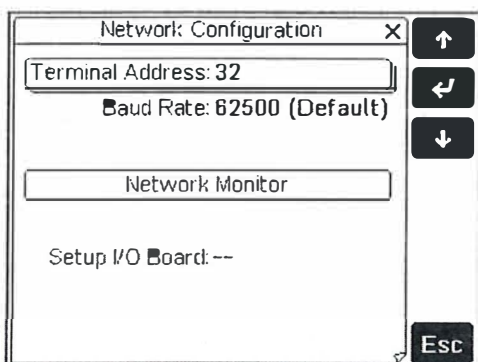 Network Configuration X
Terminal Address: 32
Baud Rate: 62500 (Default)
Network Monitor
Setup I/O Board: --
Esc